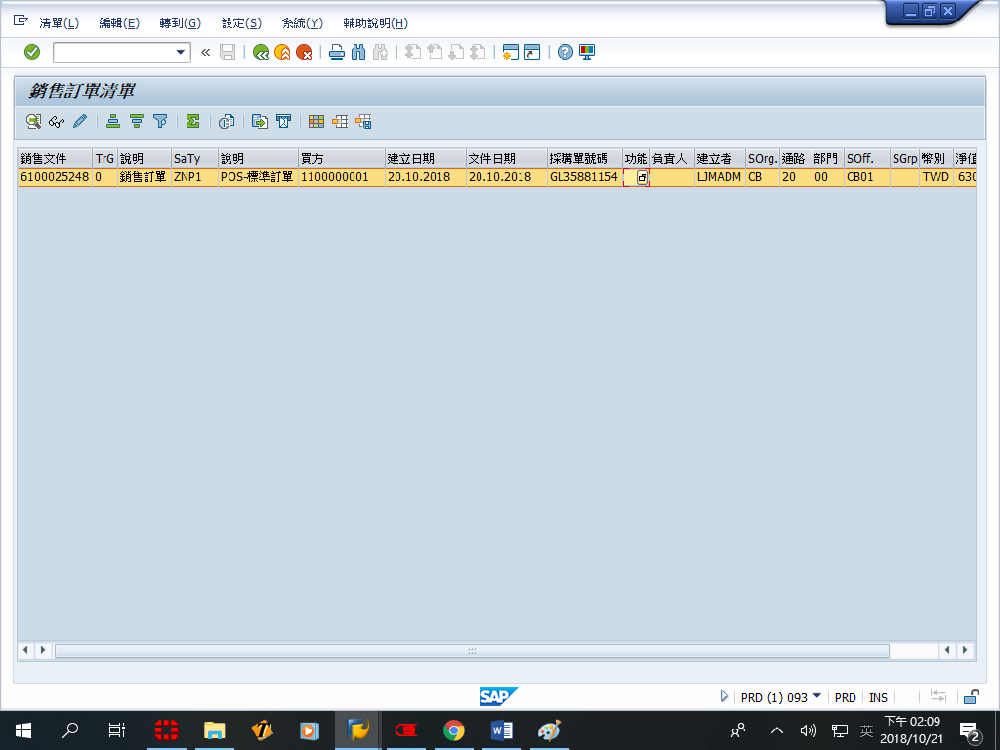 清單(L) 編輯(E) 轉到(G) 設定(S) 系統(Y) 輔助說明(H)
銷售訂單清單
銷售文件 TrG 說明 SaTy 說明 買方 建立日期 文件日期 採購單號碼 功能 負責人 建立者 SOrg. 通路 部門 SOff. SGrp 幣別 淨值
6100025248 0 銷售訂單 ZNP1 POS-標準訂單 1100000001 20.10.2018 20.10.2018 GL35881154 LJMADM CB 20 00 CB01 TWD 630
SAP PRD (1) 093 PRD INS
英 下午 02:09
2018/10/21 2